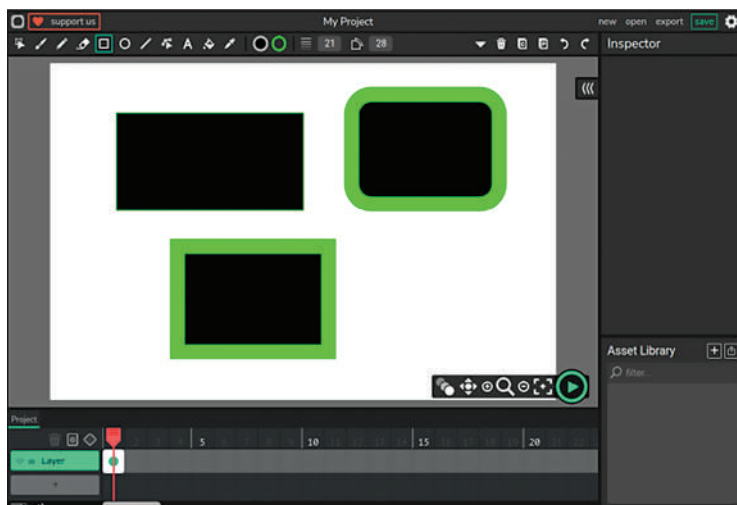 support us
My Project
new open export save
A
21
28
Inspector
Asset Library
filter...
Project
5 10 15 20
Layer
+